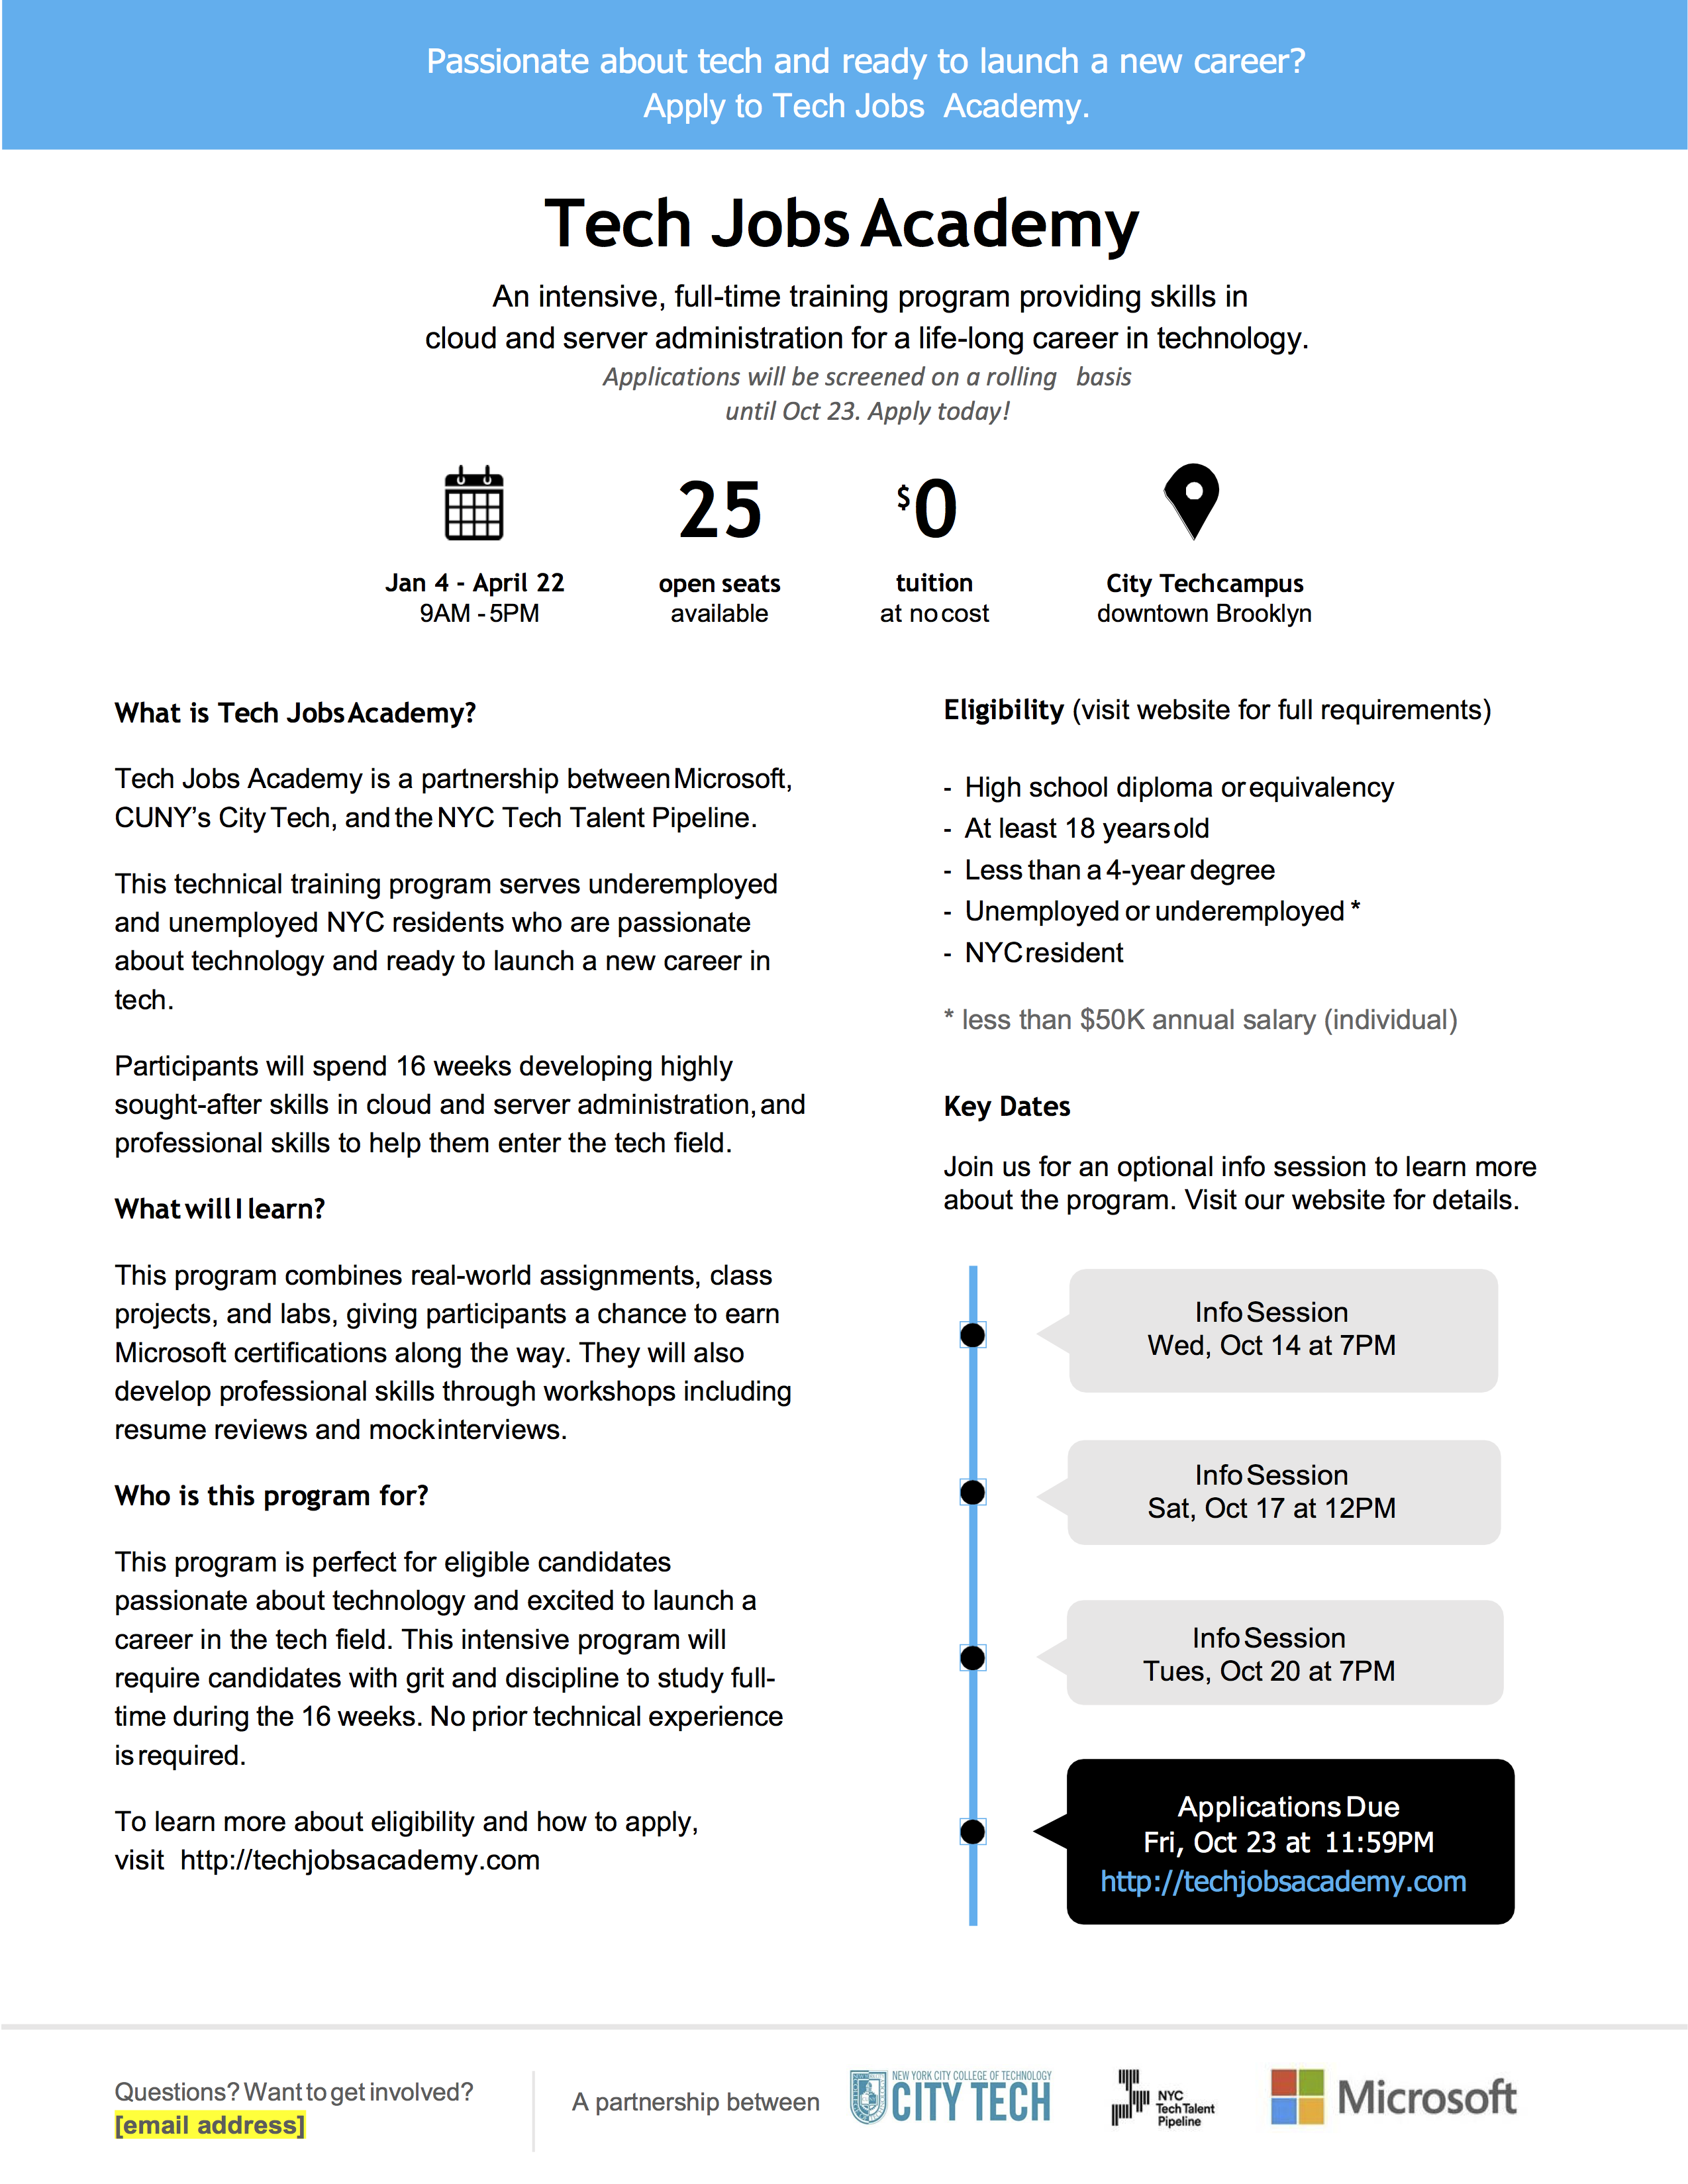 Passionate about tech and ready to launch a new career?
Apply to Tech Jobs Academy.
Tech Jobs Academy
An intensive, full-time training program providing skills in
cloud and server administration for a life-long career in technology.
Applications will be screened on a rolling basis
until Oct 23. Apply today!
25
$0
Jan 4 - April 22
9AM - 5PM
open seats
available
tuition
at no cost
City Tech campus
downtown Brooklyn
What is Tech Jobs Academy?
Tech Jobs Academy is a partnership between Microsoft,
CUNY’s City Tech, and the NYC Tech Talent Pipeline.
This technical training program serves underemployed
and unemployed NYC residents who are passionate
about technology and ready to launch a new career in
tech.
Participants will spend 16 weeks developing highly
sought-after skills in cloud and server administration, and
professional skills to help them enter the tech field.
What will I learn?
This program combines real-world assignments, class
projects, and labs, giving participants a chance to earn
Microsoft certifications along the way. They will also
develop professional skills through workshops including
resume reviews and mock interviews.
Who is this program for?
This program is perfect for eligible candidates
passionate about technology and excited to launch a
career in the tech field. This intensive program will
require candidates with grit and discipline to study full-
time during the 16 weeks. No prior technical experience
is required.
To learn more about eligibility and how to apply,
visit http://techjobsacademy.com
Eligibility (visit website for full requirements)
- High school diploma or equivalency
- At least 18 years old
- Less than a 4-year degree
- Unemployed or underemployed *
- NYC resident
* less than $50K annual salary (individual)
Key Dates
Join us for an optional info session to learn more
about the program. Visit our website for details.
Info Session
Wed, Oct 14 at 7PM
Info Session
Sat, Oct 17 at 12PM
Info Session
Tues, Oct 20 at 7PM
Applications Due
Fri, Oct 23 at 11:59PM
http://techjobsacademy.com
Questions? Want to get involved?
[email address]
A partnership between
NEW YORK CITY COLLEGE OF TECHNOLOGY
CITY TECH
NYC
Tech Talent
Pipeline
Microsoft